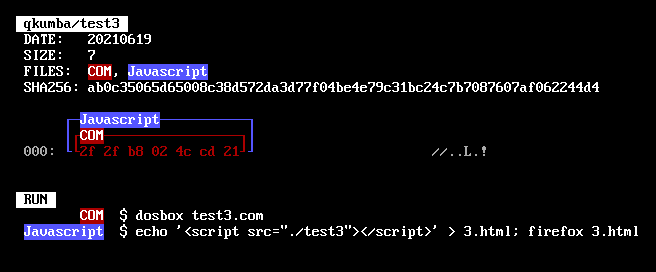 qkumba/test3
DATE: 20210619
SIZE: 7
FILES: COM, Javascript
SHA256: ab0c35065d65008c38d572da3d77f04be4e79c31bc24c7b7087607af062244d4
Javascript
COM
000: 2f 2f b8 02 4c cd 21 //..L.!
RUN
COM $ dosbox test3.com
Javascript $ echo '<script src="./test3"></script>' > 3.html; firefox 3.html